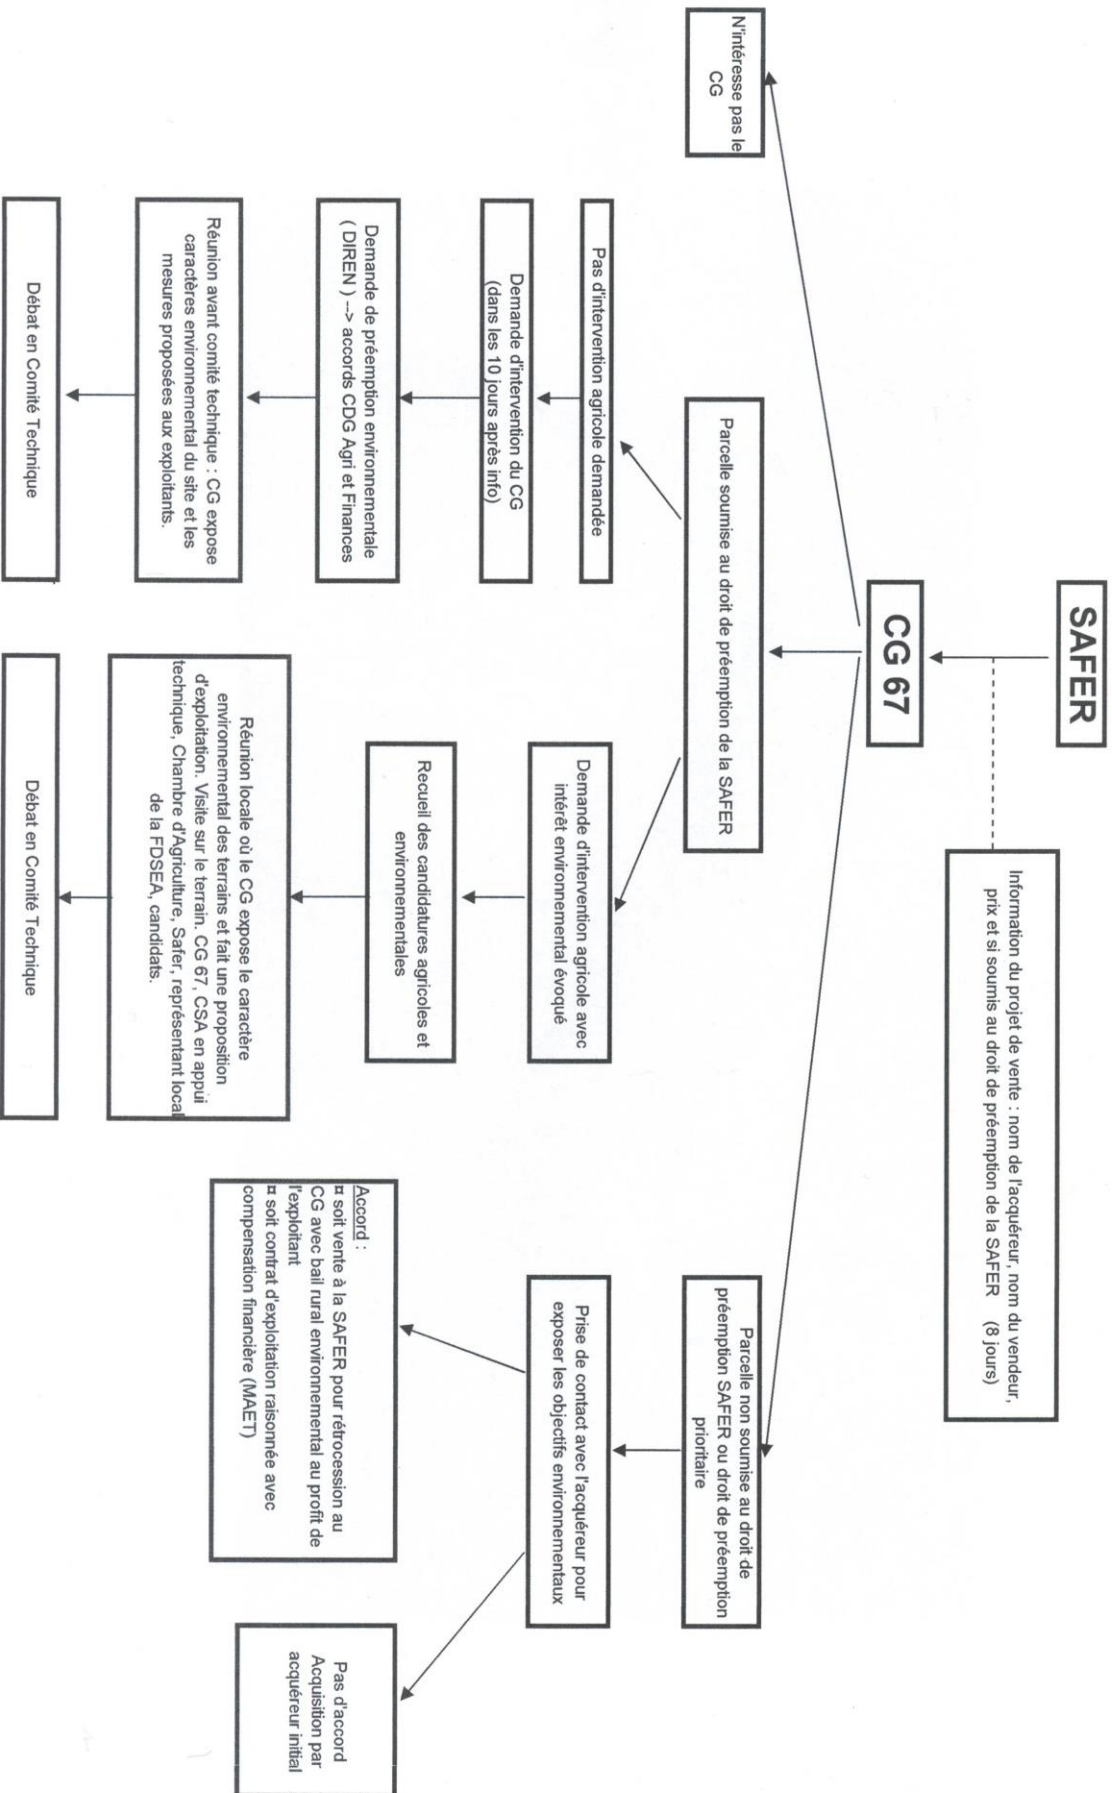 SAFER
Information du projet de vente : nom de l'acquéreur, nom du vendeur,
prix et si soumis au droit de préemption de la SAFER (8 jours)
CG 67
N'intéresse pas le
CG
Parcelle soumise au droit de préemption de la SAFER
Parcelle non soumise au droit de
préemption SAFER ou droit de préemption
prioritaire
Pas d'intervention agricole demandée
Demande d'intervention du CG
(dans les 10 jours après info)
Demande de préemption environnementale
( DIREN ) --> accords CDG Agri et Finances
Réunion avant comité technique : CG expose
caractères environnemental du site et les
mesures proposées aux exploitants.
Débat en Comité Technique
Demande d'intervention agricole avec
intérêt environnemental évoqué
Recueil des candidatures agricoles et
environnementales
Réunion locale où le CG expose le caractère
environnemental des terrains et fait une proposition
d'exploitation. Visite sur le terrain. CG 67, CSA en appui
technique, Chambre d'Agriculture, Safer, représentant local
de la FDSEA, candidats.
Débat en Comité Technique
Prise de contact avec l'acquéreur pour
exposer les objectifs environnementaux
Accord :
¤ soit vente à la SAFER pour rétrocession au
CG avec bail rural environnemental au profit de
l'exploitant
¤ soit contrat d'exploitation raisonnée avec
compensation financière (MAET)
Pas d'accord
Acquisition par
acquéreur initial